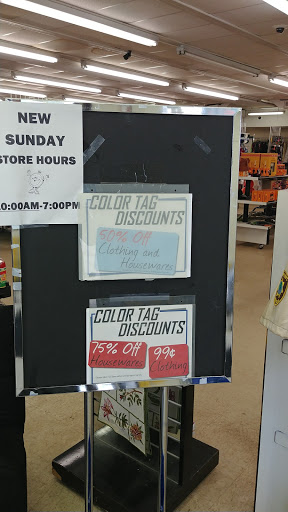 NEW
SUNDAY
STORE HOURS
10:00AM-7:00PM
COLOR TAG
DISCOUNTS
50% Off
Clothing and
Housewares
COLOR TAG
DISCOUNTS
75% Off
Housewares
99¢
Clothing